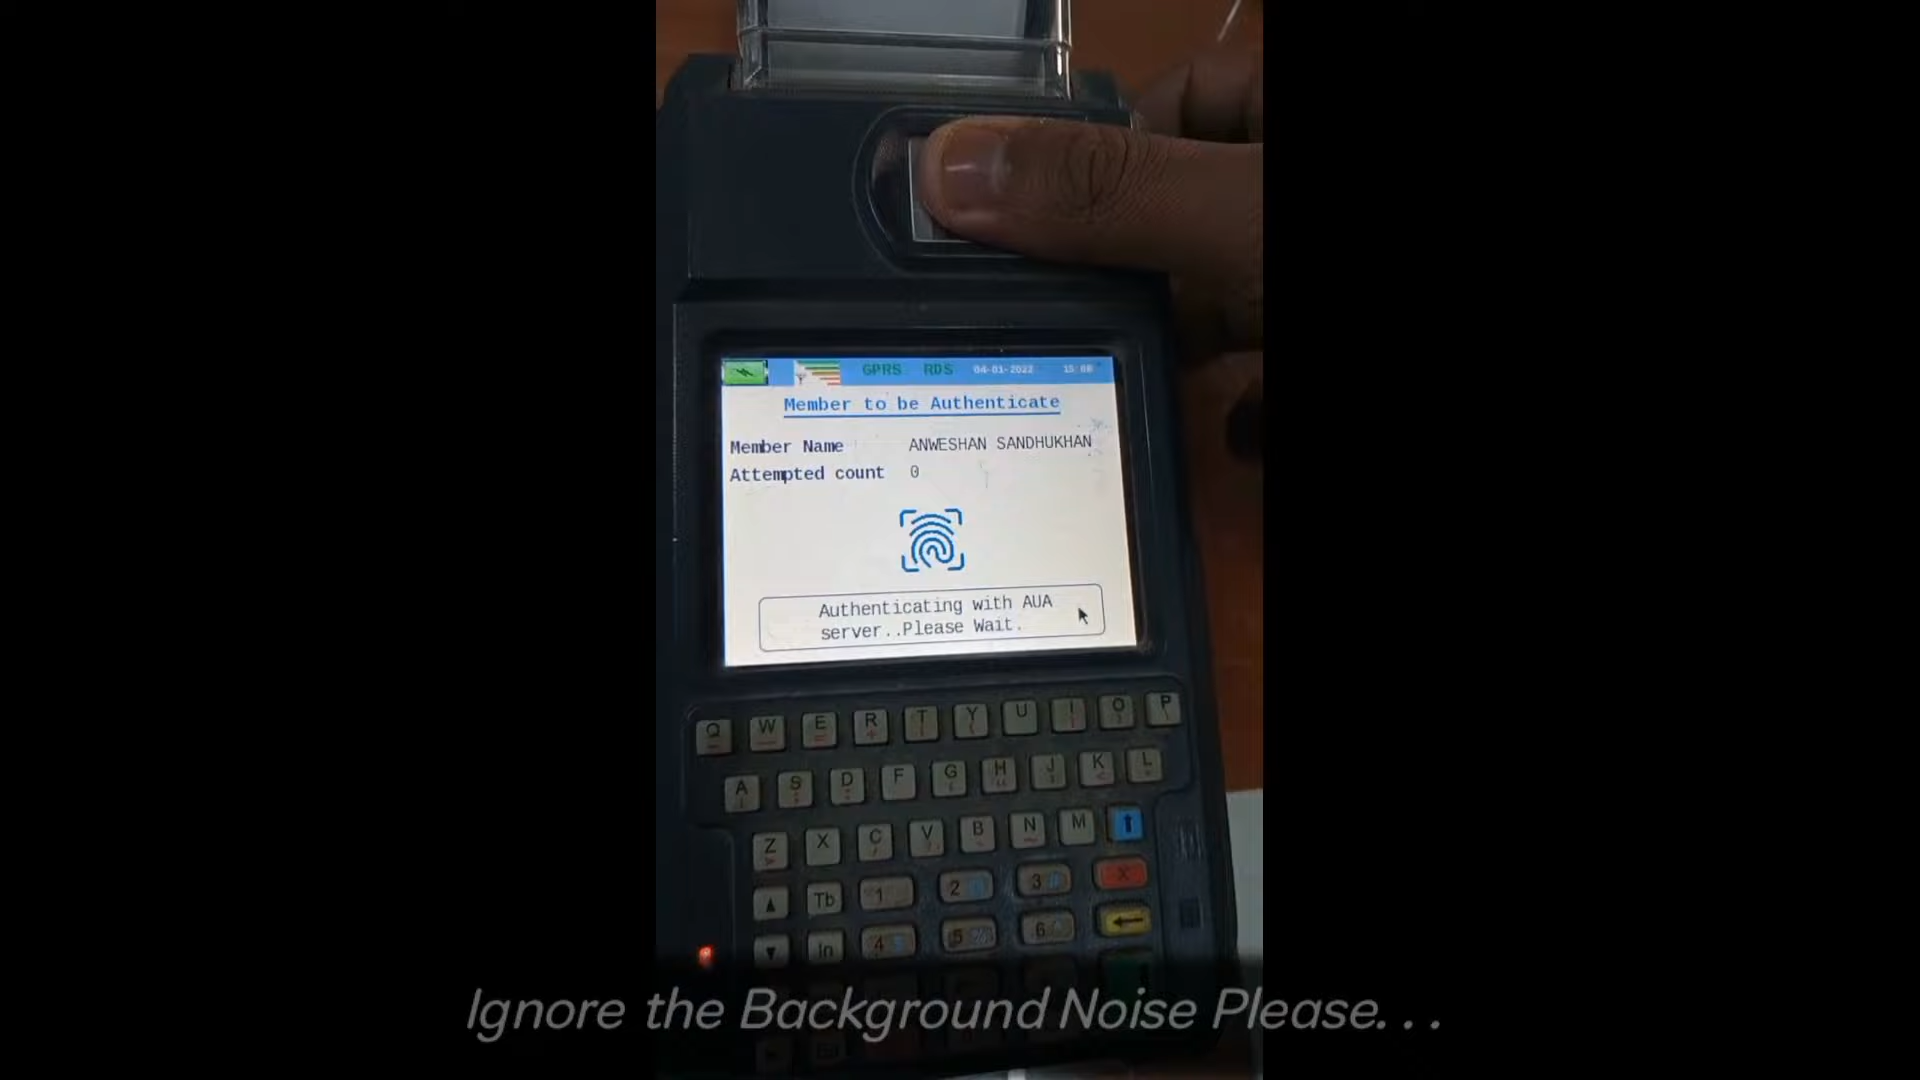 GPRS RDS 04-01-2022
Member to be Authenticate
Member Name ANWESHAN SANDHUKHAN
Attempted count 0
Authenticating with AUA
server..Please Wait.
Q W E R T Y U I O P
A S D F G H J K L
Z X C V B N M
Tb 1 2 3 X
In 4 5 6
Ignore the Background Noise Please...